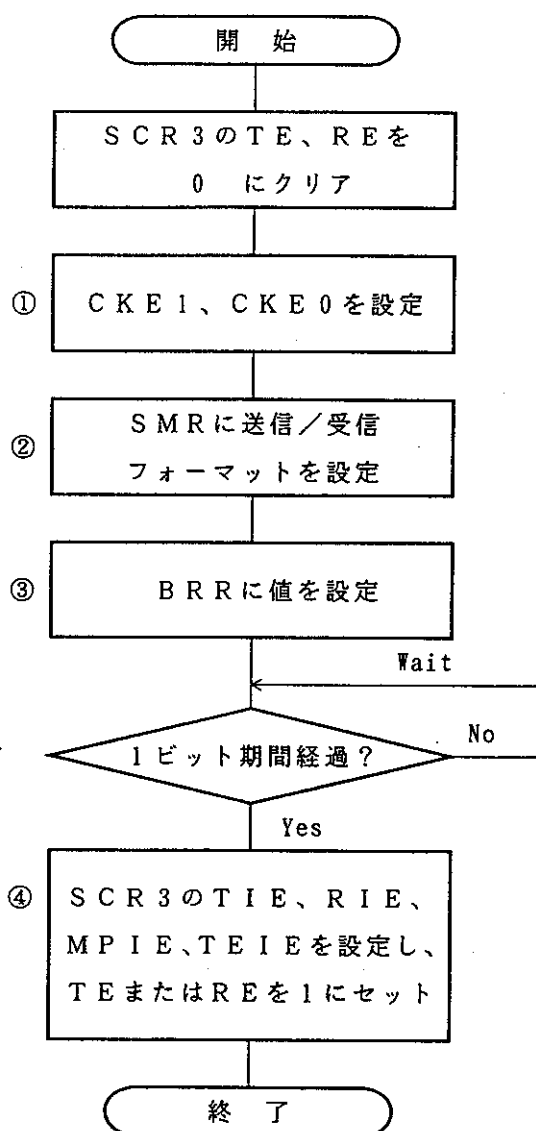 開 始
SCR3のTE、REを
0 にクリア
① CKE1、CKE0を設定
② SMRに送信/受信
フォーマットを設定
③ BRRに値を設定
Wait
1ビット期間経過?
No
Yes
④ SCR3のTIE、RIE、
MPIE、TEIEを設定し、
TEまたはREを1にセット
終 了